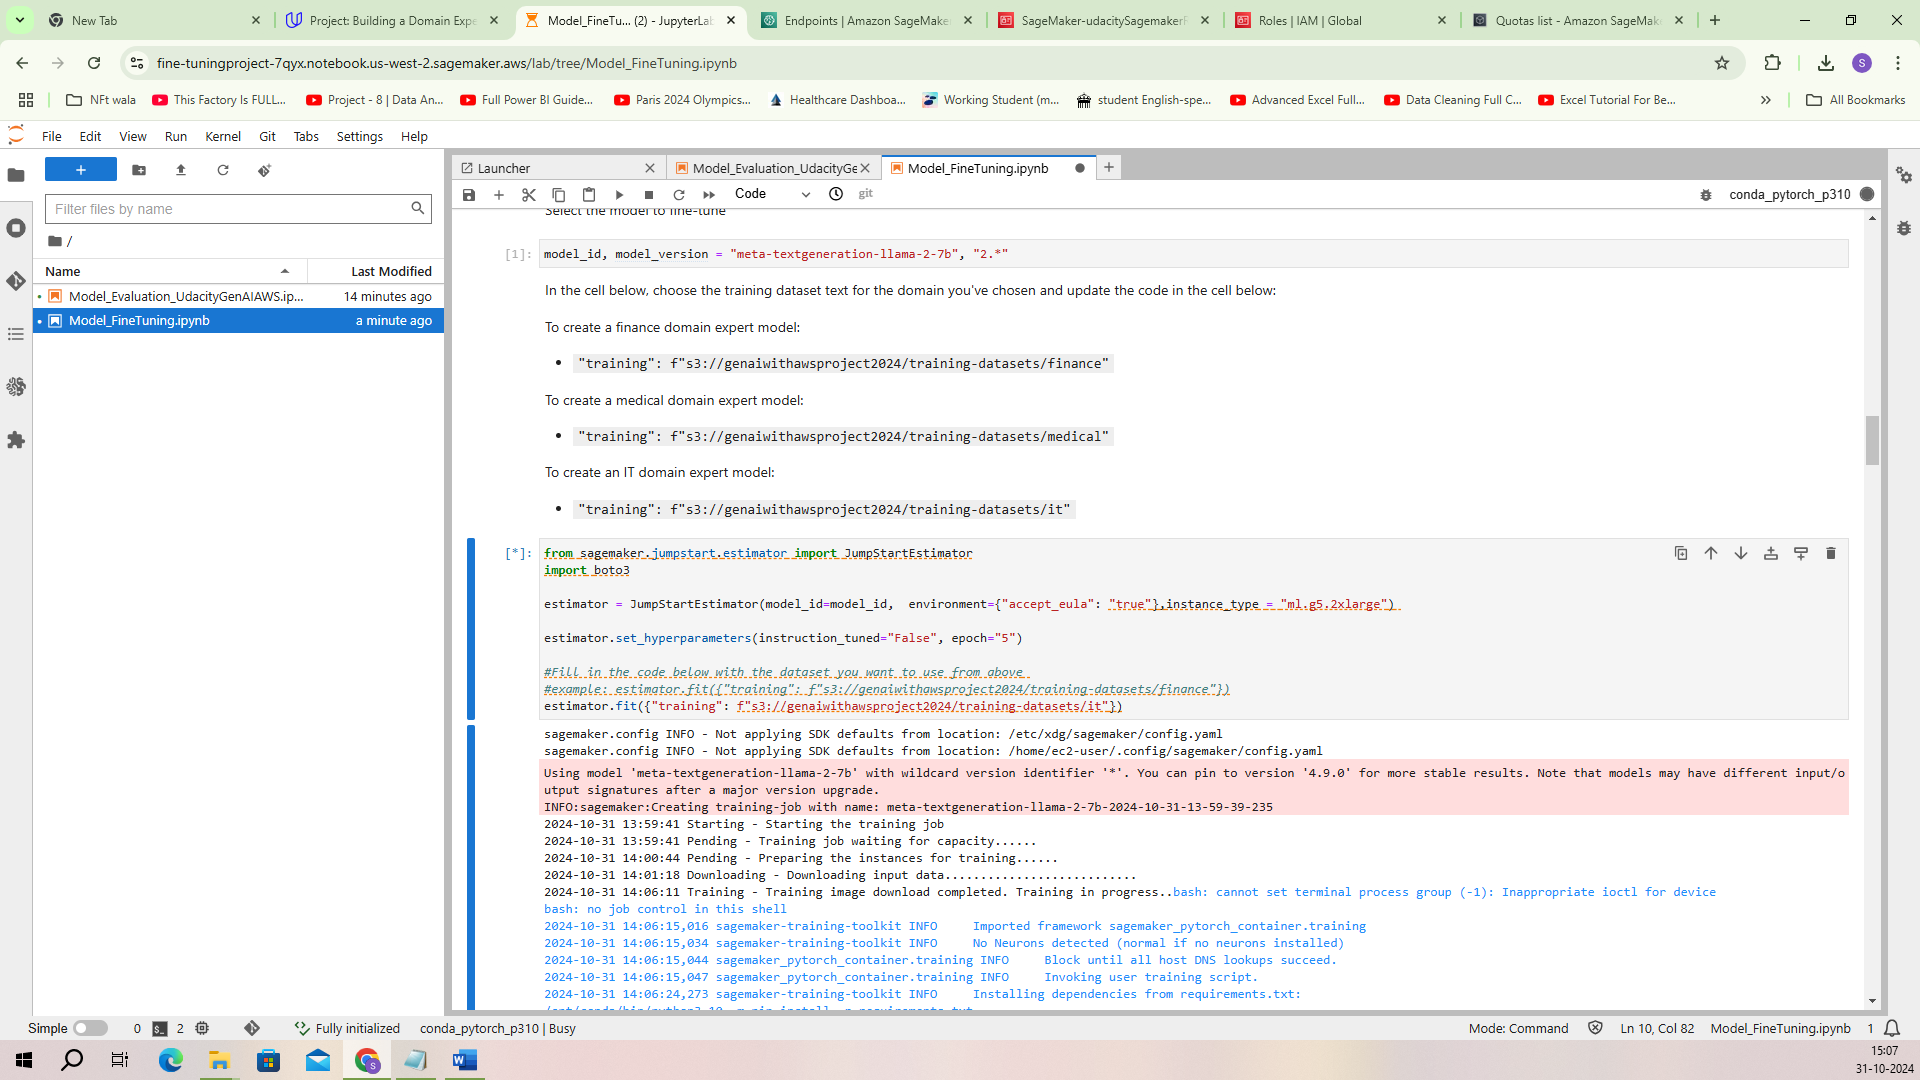 New Tab
Project: Building a Domain Expe
Model_FineTu... (2) - JupyterLab
Endpoints | Amazon SageMake
SageMaker-udacitySagemakerF
Roles | IAM | Global
Quotas list - Amazon SageMake
fine-tuningproject-7qyx.notebook.us-west-2.sagemaker.aws/lab/tree/Model_FineTuning.ipynb
S
NFt wala
This Factory Is FULL...
Project - 8 | Data An...
Full Power BI Guide...
Paris 2024 Olympics...
Healthcare Dashboa...
Working Student (m...
student English-spe...
Advanced Excel Full...
Data Cleaning Full C...
Excel Tutorial For Be...
All Bookmarks
File Edit View Run Kernel Git Tabs Settings Help
Launcher
Model_Evaluation_UdacityGe
Model_FineTuning.ipynb
Code
git
conda_pytorch_p310
Filter files by name
/
Name Last Modified
Model_Evaluation_UdacityGenAIAWS.ip... 14 minutes ago
Model_FineTuning.ipynb a minute ago
Select the model to fine-tune
[1]: model_id, model_version = "meta-textgeneration-llama-2-7b", "2.*"
In the cell below, choose the training dataset text for the domain you've chosen and update the code in the cell below:
To create a finance domain expert model:
• "training": f"s3://genaiwithawsproject2024/training-datasets/finance"
To create a medical domain expert model:
• "training": f"s3://genaiwithawsproject2024/training-datasets/medical"
To create an IT domain expert model:
• "training": f"s3://genaiwithawsproject2024/training-datasets/it"
[*]: from sagemaker.jumpstart.estimator import JumpStartEstimator
import boto3
estimator = JumpStartEstimator(model_id=model_id,  environment={"accept_eula": "true"},instance_type = "ml.g5.2xlarge")
estimator.set_hyperparameters(instruction_tuned="False", epoch="5")
#Fill in the code below with the dataset you want to use from above
#example: estimator.fit({"training": f"s3://genaiwithawsproject2024/training-datasets/finance"})
estimator.fit({"training": f"s3://genaiwithawsproject2024/training-datasets/it"})
sagemaker.config INFO - Not applying SDK defaults from location: /etc/xdg/sagemaker/config.yaml
sagemaker.config INFO - Not applying SDK defaults from location: /home/ec2-user/.config/sagemaker/config.yaml
Using model 'meta-textgeneration-llama-2-7b' with wildcard version identifier '*'. You can pin to version '4.9.0' for more stable results. Note that models may have different input/o
utput signatures after a major version upgrade.
INFO:sagemaker:Creating training-job with name: meta-textgeneration-llama-2-7b-2024-10-31-13-59-39-235
2024-10-31 13:59:41 Starting - Starting the training job
2024-10-31 13:59:41 Pending - Training job waiting for capacity......
2024-10-31 14:00:44 Pending - Preparing the instances for training......
2024-10-31 14:01:18 Downloading - Downloading input data...........................
2024-10-31 14:06:11 Training - Training image download completed. Training in progress..bash: cannot set terminal process group (-1): Inappropriate ioctl for device
bash: no job control in this shell
2024-10-31 14:06:15,016 sagemaker-training-toolkit INFO     Imported framework sagemaker_pytorch_container.training
2024-10-31 14:06:15,034 sagemaker-training-toolkit INFO     No Neurons detected (normal if no neurons installed)
2024-10-31 14:06:15,044 sagemaker_pytorch_container.training INFO     Block until all host DNS lookups succeed.
2024-10-31 14:06:15,047 sagemaker_pytorch_container.training INFO     Invoking user training script.
2024-10-31 14:06:24,273 sagemaker-training-toolkit INFO     Installing dependencies from requirements.txt:
Simple 0 2 Fully initialized conda_pytorch_p310 | Busy
Mode: Command Ln 10, Col 82 Model_FineTuning.ipynb 1
15:07
31-10-2024